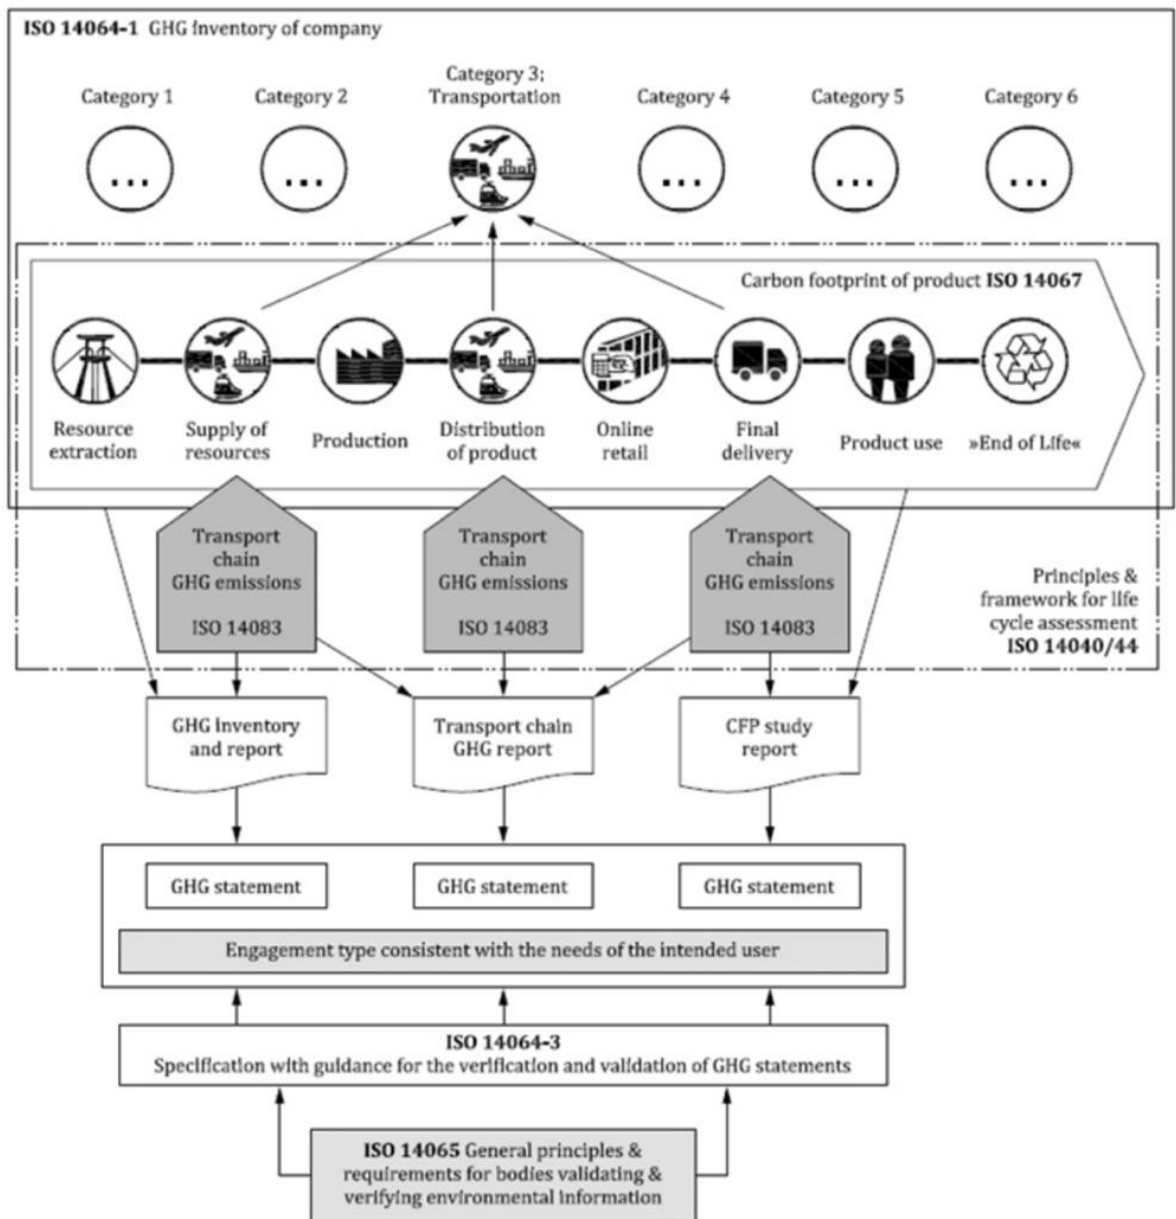 ISO 14064-1 GHG inventory of company
Category 1
Category 2
Category 3:
Transportation
Category 4
Category 5
Category 6
...
...
...
...
...
Carbon footprint of product ISO 14067
Resource
extraction
Supply of
resources
Production
Distribution
of product
Online
retail
Final
delivery
Product use
»End of Life«
Transport
chain
GHG emissions
ISO 14083
Transport
chain
GHG emissions
ISO 14083
Transport
chain
GHG emissions
ISO 14083
Principles &
framework for life
cycle assessment
ISO 14040/44
GHG inventory
and report
Transport chain
GHG report
CFP study
report
GHG statement
GHG statement
GHG statement
Engagement type consistent with the needs of the intended user
ISO 14064-3
Specification with guidance for the verification and validation of GHG statements
ISO 14065 General principles &
requirements for bodies validating &
verifying environmental information